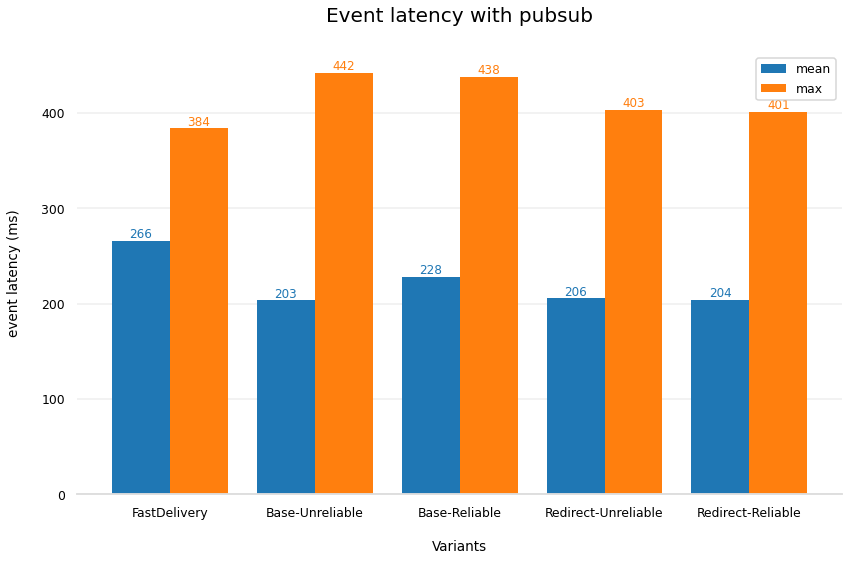 Event latency with pubsub
mean
max
event latency (ms)
400
300
200
100
0
266
384
203
442
228
438
206
403
204
401
FastDelivery
Base-Unreliable
Base-Reliable
Redirect-Unreliable
Redirect-Reliable
Variants